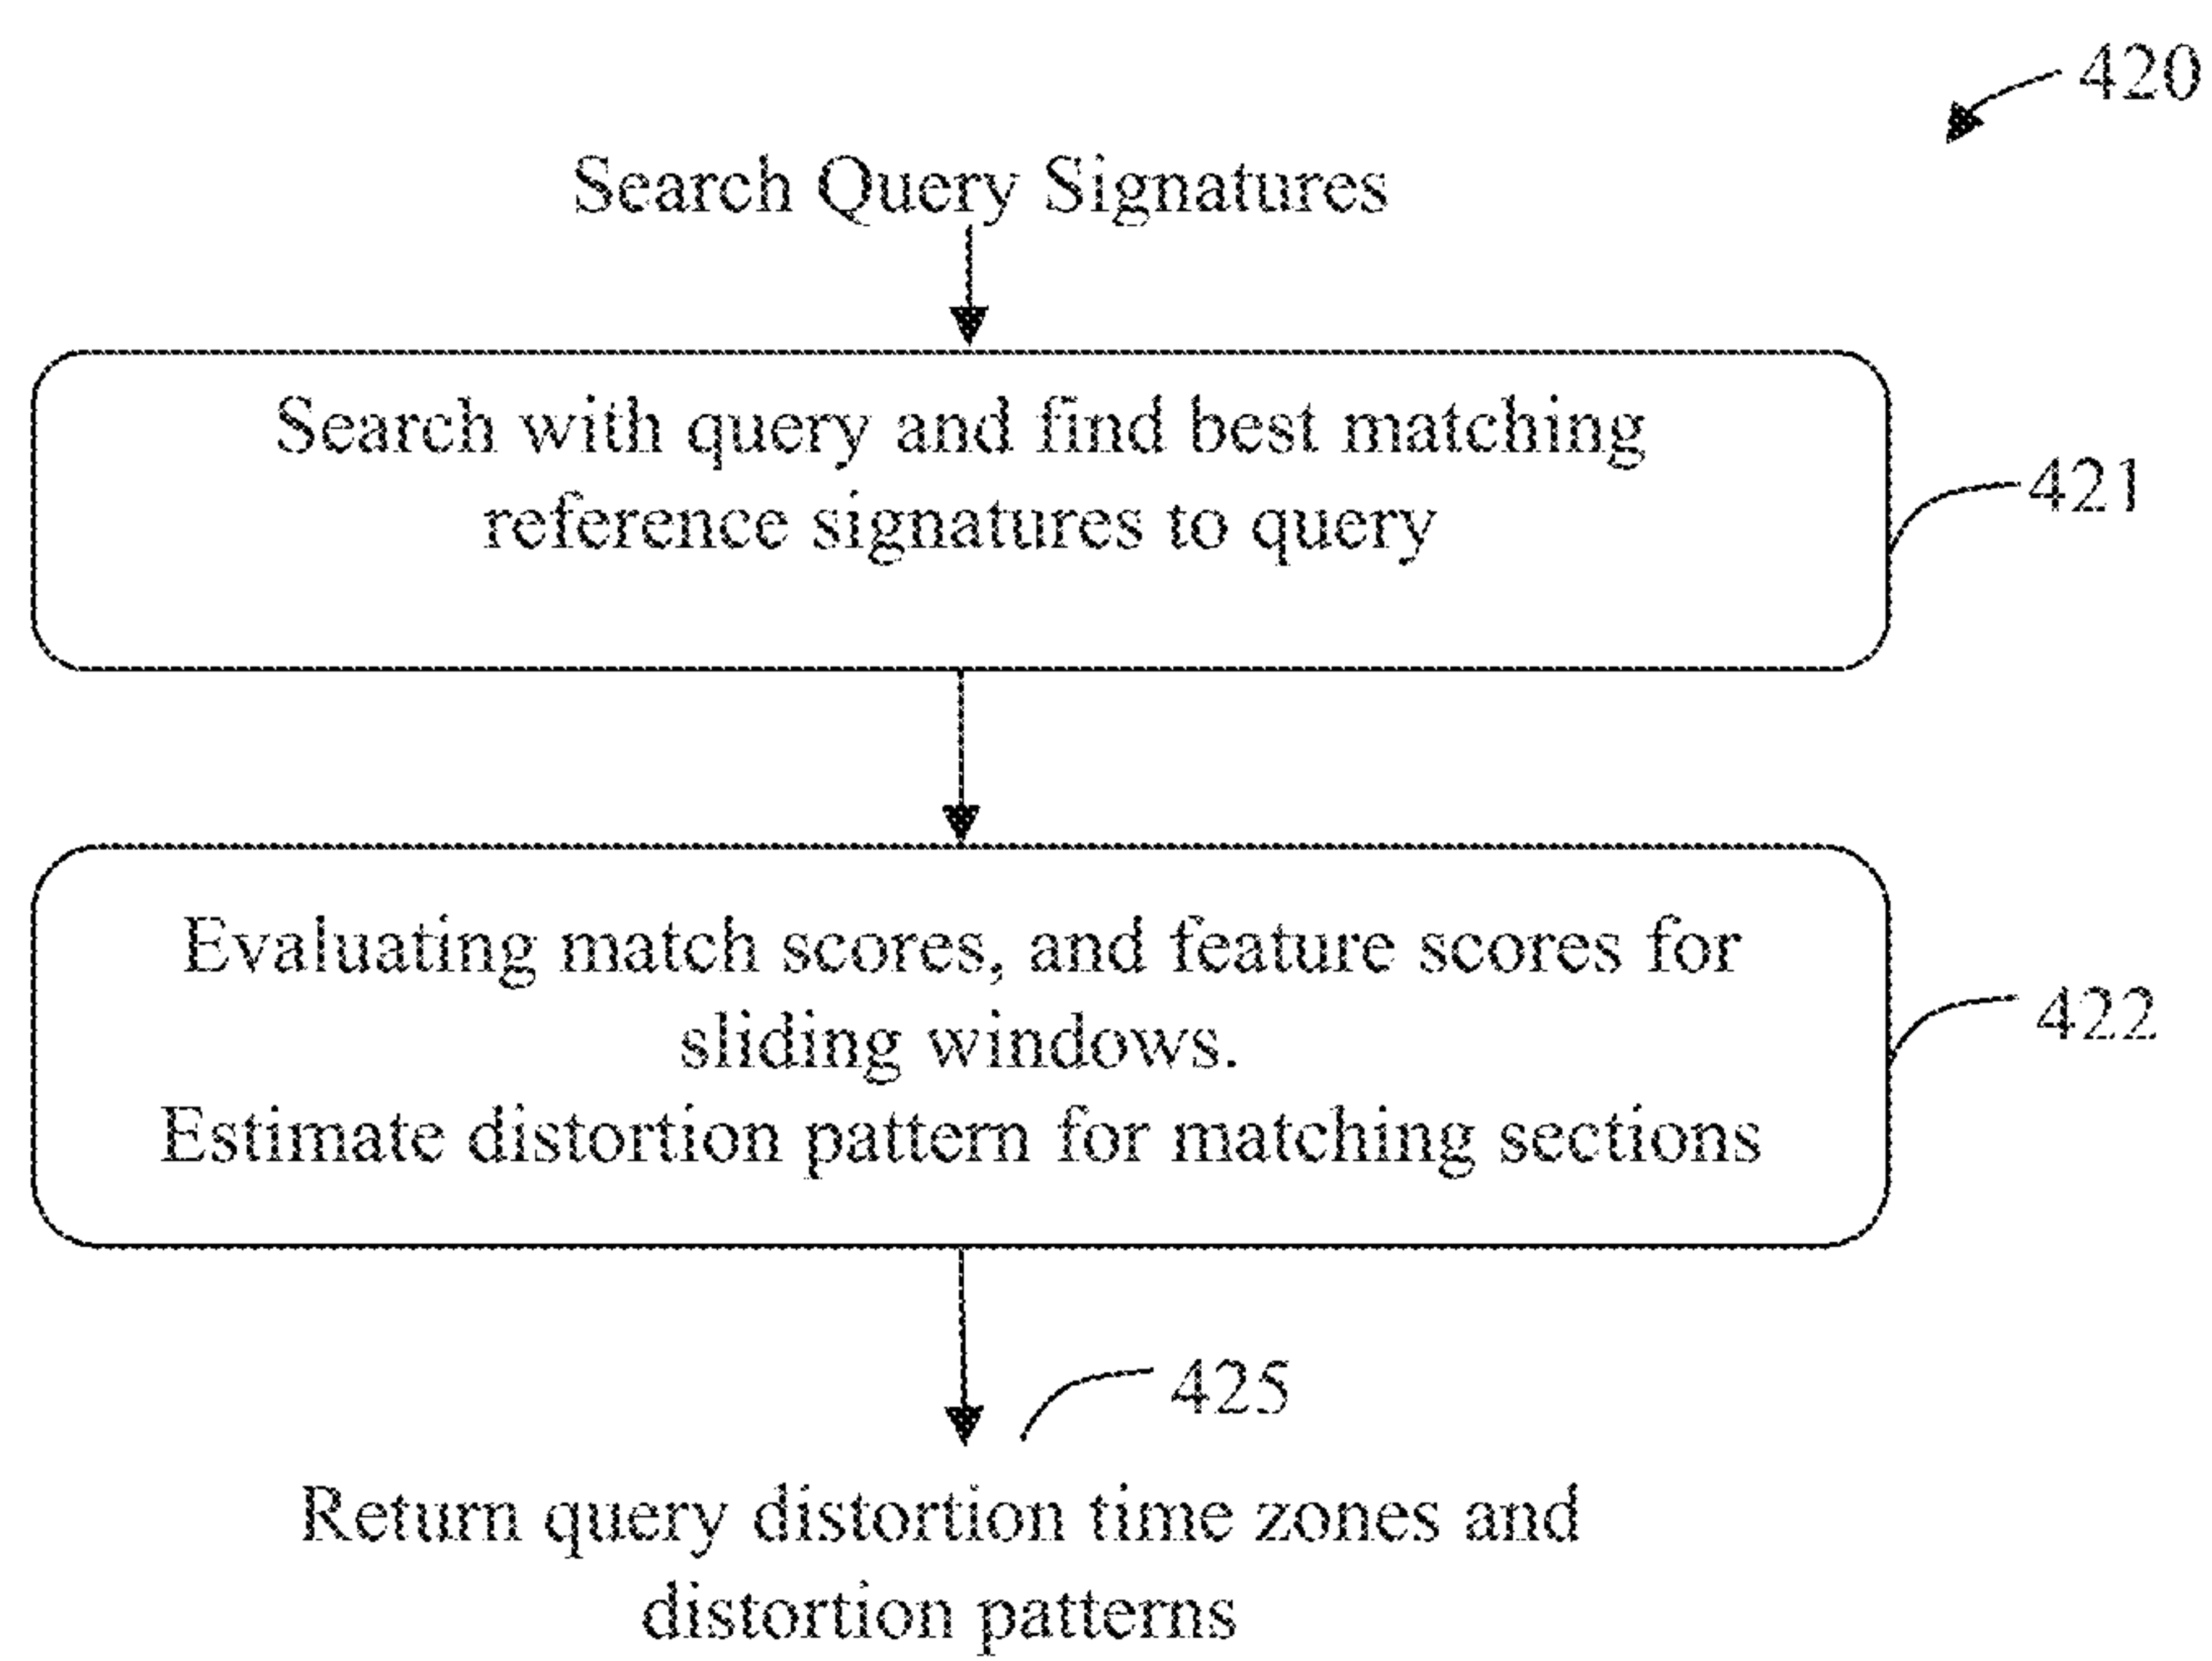 420
Search Query Signatures
Search with query and find best matching
reference signatures to query
421
Evaluating match scores, and feature scores for
sliding windows.
Estimate distortion pattern for matching sections
422
425
Return query distortion time zones and
distortion patterns